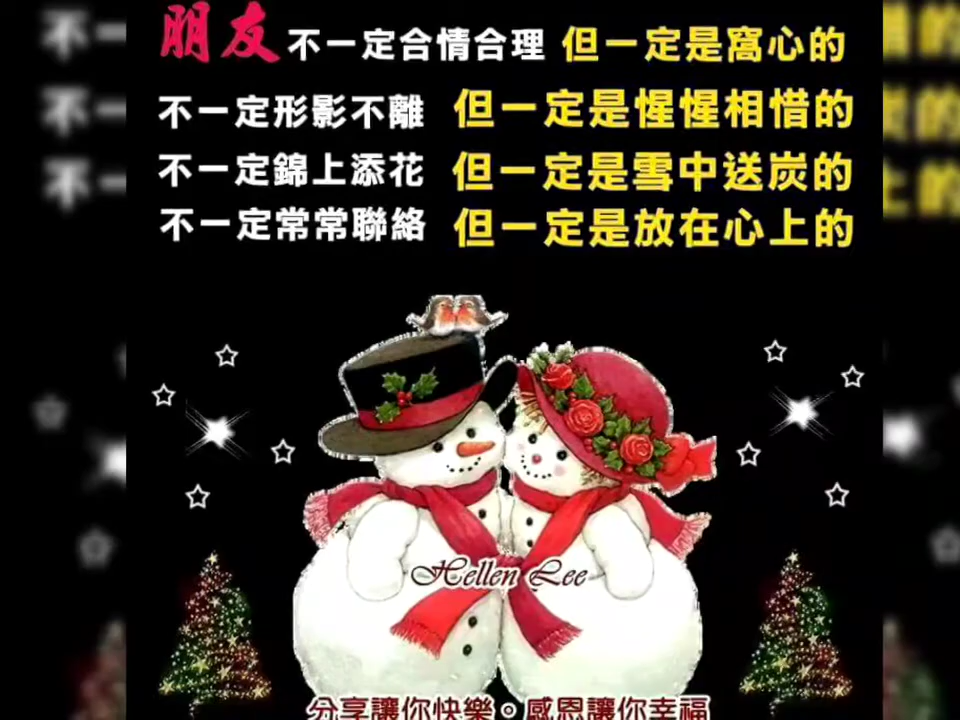 朋友 不一定合情合理 但一定是窩心的
不一定形影不離 但一定是惺惺相惜的
不一定錦上添花 但一定是雪中送炭的
不一定常常聯絡 但一定是放在心上的
Hellen Lee
分享讓你快樂。感恩讓你幸福